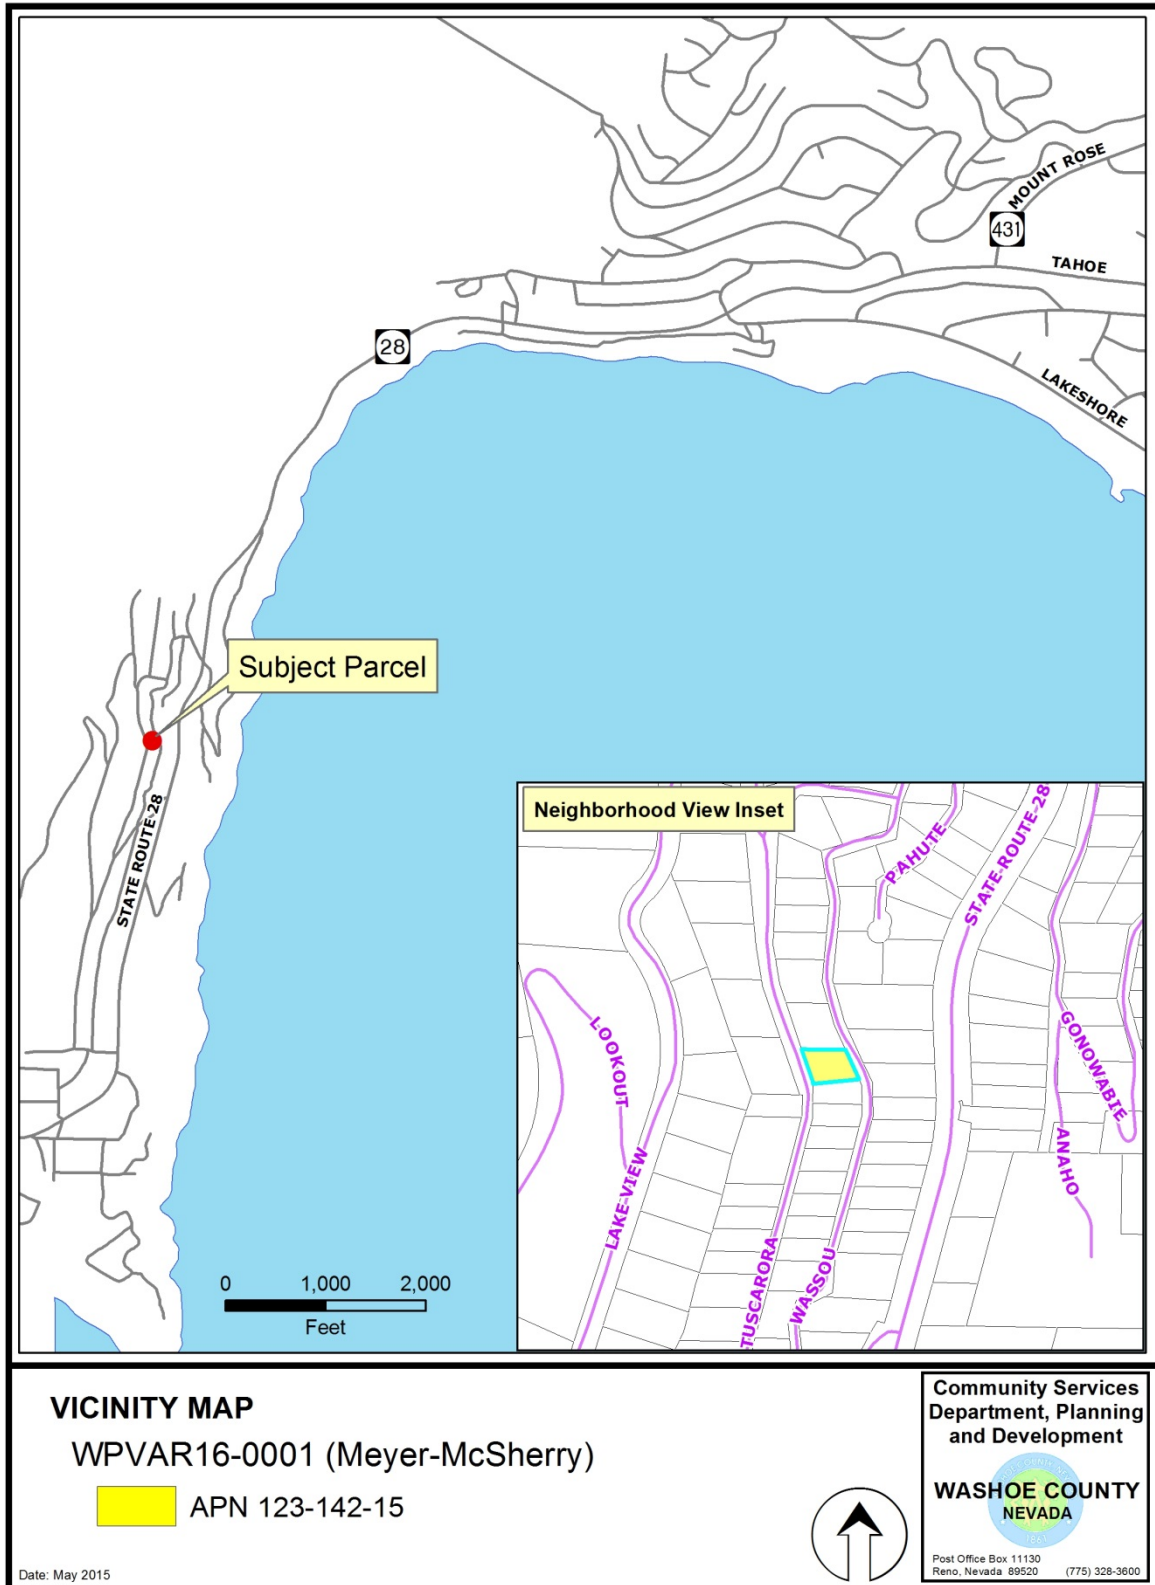 MOUNT ROSE
431
TAHOE
28
LAKESHORE
Subject Parcel
STATE ROUTE 28
Neighborhood View Inset
PAHUTE
STATE ROUTE 28
LOOKOUT
GONOWABIE
ANAHO
LAKE VIEW
TUSCARORA
WASSOU
0 1,000 2,000
Feet
VICINITY MAP
WPVAR16-0001 (Meyer-McSherry)
APN 123-142-15
Date: May 2015
Community Services
Department, Planning
and Development
WASHOE COUNTY
NEVADA
1861
Post Office Box 11130
Reno, Nevada 89520 (775) 328-3600